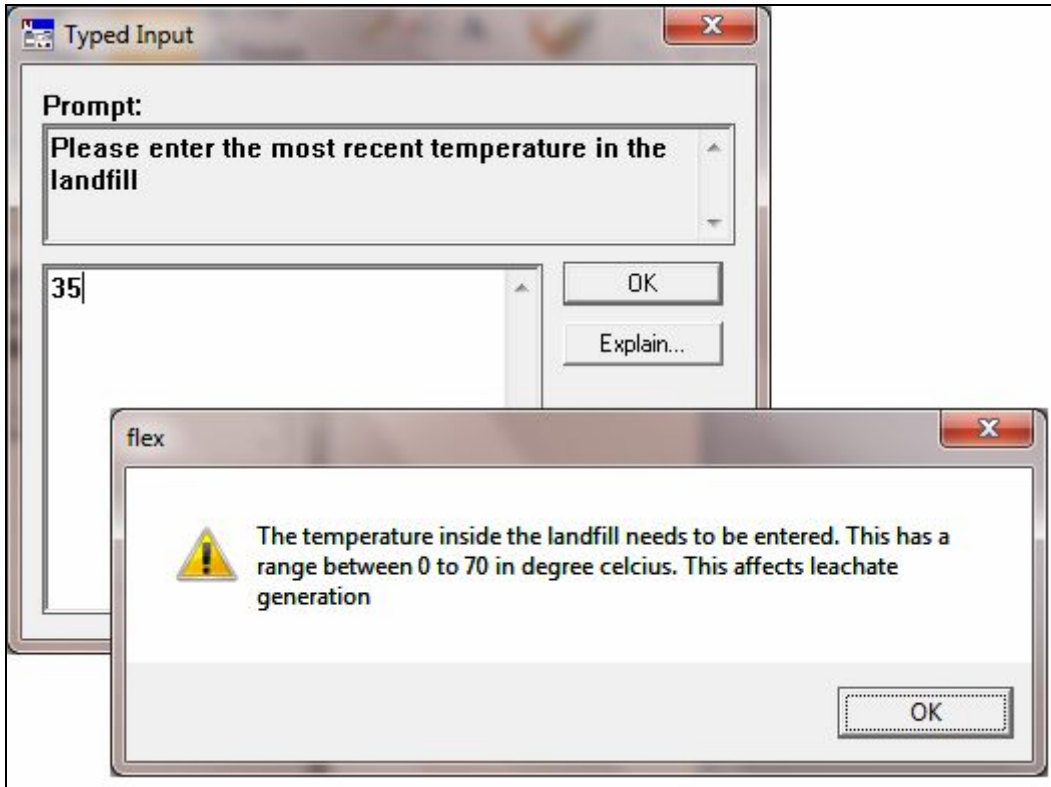 Typed Input
Prompt:
Please enter the most recent temperature in the
landfill
35
OK
Explain...
flex
The temperature inside the landfill needs to be entered. This has a
range between 0 to 70 in degree celcius. This affects leachate
generation
OK